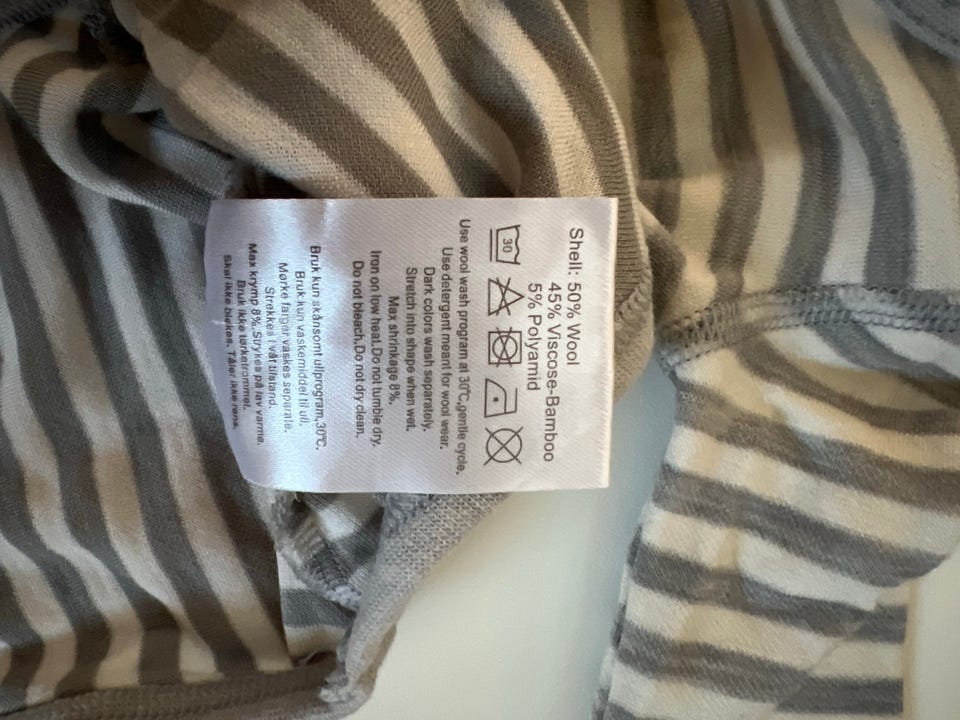 Shell: 50% Wool
45% Viscose-Bamboo
5% Polyamid
30
Use wool wash program at 30°C,gentle cycle.
Use detergent meant for wool wear.
Dark colors wash separately.
Stretch into shape when wet.
Max shrinkage 8%.
Iron on low heat.Do not tumble dry.
Do not bleach.Do not dry clean.
Bruk kun skånsomt ullprogram,30°C.
Bruk kun vaskemiddel til ull.
Mørke farger vaskes separate.
Strekkes i våt tilstand.
Max krymp 8%.Strykes på lav varme.
Bruk ikke tørketrommel.
Skal ikke blekes. Tåler ikke rens.